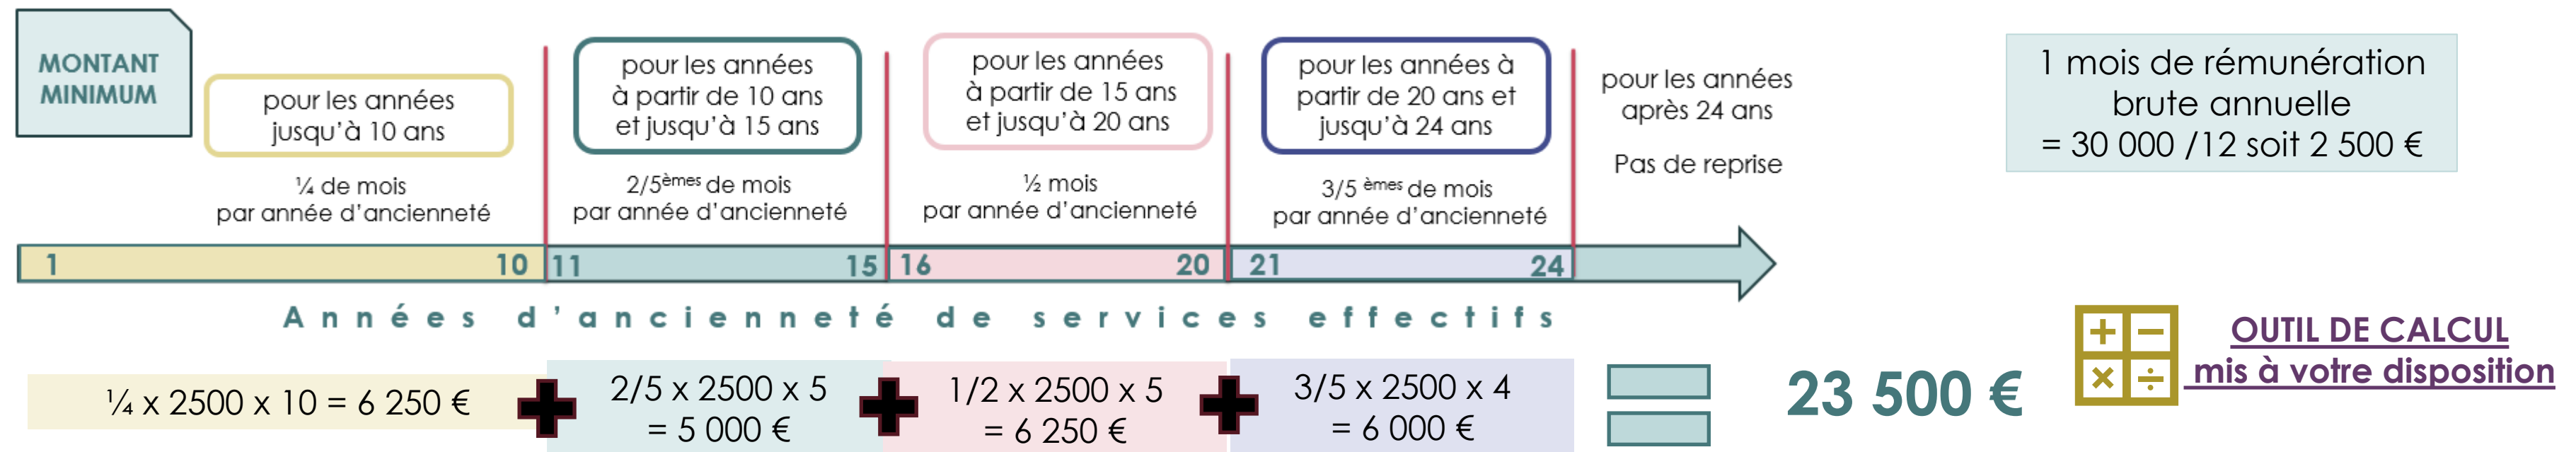 MONTANT
MINIMUM
pour les années
jusqu'à 10 ans
¼ de mois
par année d'ancienneté
pour les années
à partir de 10 ans
et jusqu'à 15 ans
2/5èmes de mois
par année d'ancienneté
pour les années
à partir de 15 ans
et jusqu'à 20 ans
½ mois
par année d'ancienneté
pour les années à
partir de 20 ans et
jusqu'à 24 ans
3/5 èmes de mois
par année d'ancienneté
pour les années
après 24 ans
Pas de reprise
1 mois de rémunération
brute annuelle
= 30 000 /12 soit 2 500 €
1 10 11 15 16 20 21 24
Années d'ancienneté de services effectifs
¼ x 2500 x 10 = 6 250 €
2/5 x 2500 x 5
= 5 000 €
1/2 x 2500 x 5
= 6 250 €
3/5 x 2500 x 4
= 6 000 €
23 500 €
OUTIL DE CALCUL
mis à votre disposition